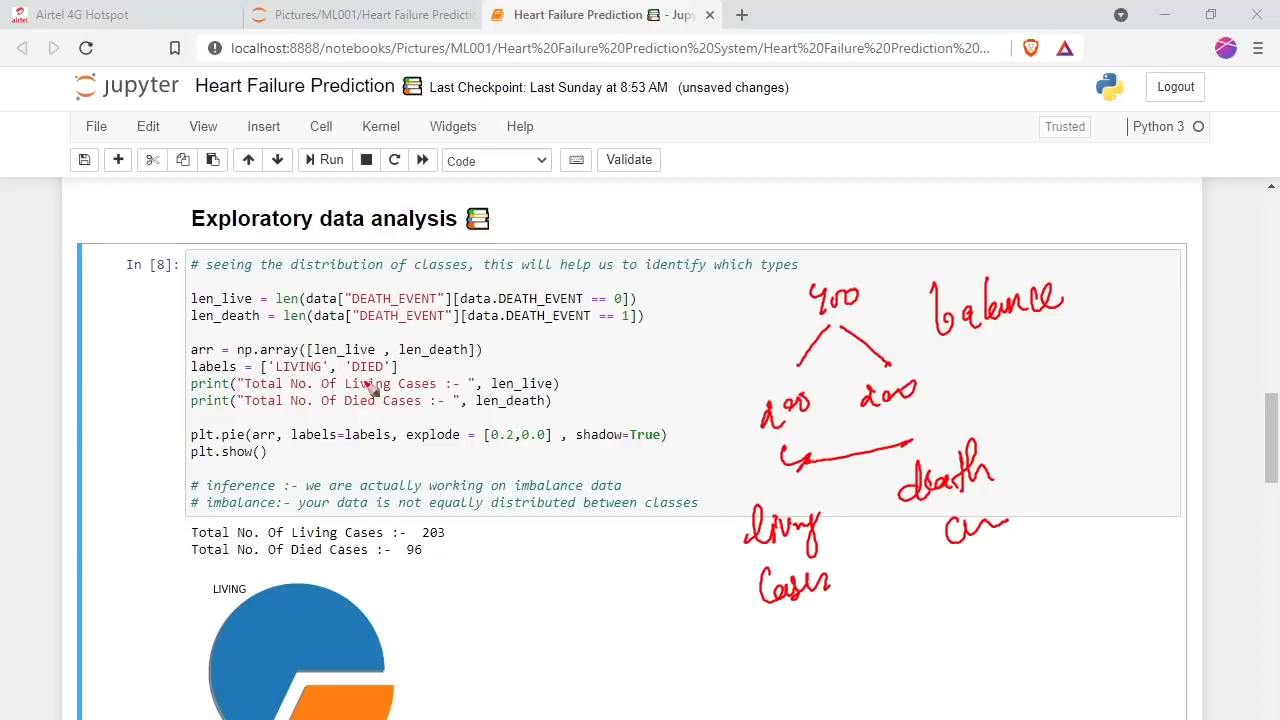 airtel Airtel 4G Hotspot
Pictures/ML001/Heart Failure Predictic
Heart Failure Prediction 📚 - Jupy
localhost:8888/notebooks/Pictures/ML001/Heart%20Failure%20Prediction%20System/Heart%20Failure%20Prediction%20...
jupyter Heart Failure Prediction 📚 Last Checkpoint: Last Sunday at 8:53 AM (unsaved changes)
Logout
File Edit View Insert Cell Kernel Widgets Help
Trusted
Python 3
Run
Code
Validate
Exploratory data analysis 📚
In [8]:
# seeing the distribution of classes, this will help us to identify which types
len_live = len(data["DEATH_EVENT"][data.DEATH_EVENT == 0])
len_death = len(data["DEATH_EVENT"][data.DEATH_EVENT == 1])
arr = np.array([len_live , len_death])
labels = ['LIVING', 'DIED']
print("Total No. Of Living Cases :- ", len_live)
print("Total No. Of Died Cases :- ", len_death)
plt.pie(arr, labels=labels, explode = [0.2,0.0] , shadow=True)
plt.show()
# inference :- we are actually working on imbalance data
# imbalance:- your data is not equally distributed between classes
400
balance
200
200
living
cases
death
Total No. Of Living Cases :-  203
Total No. Of Died Cases :-  96
LIVING